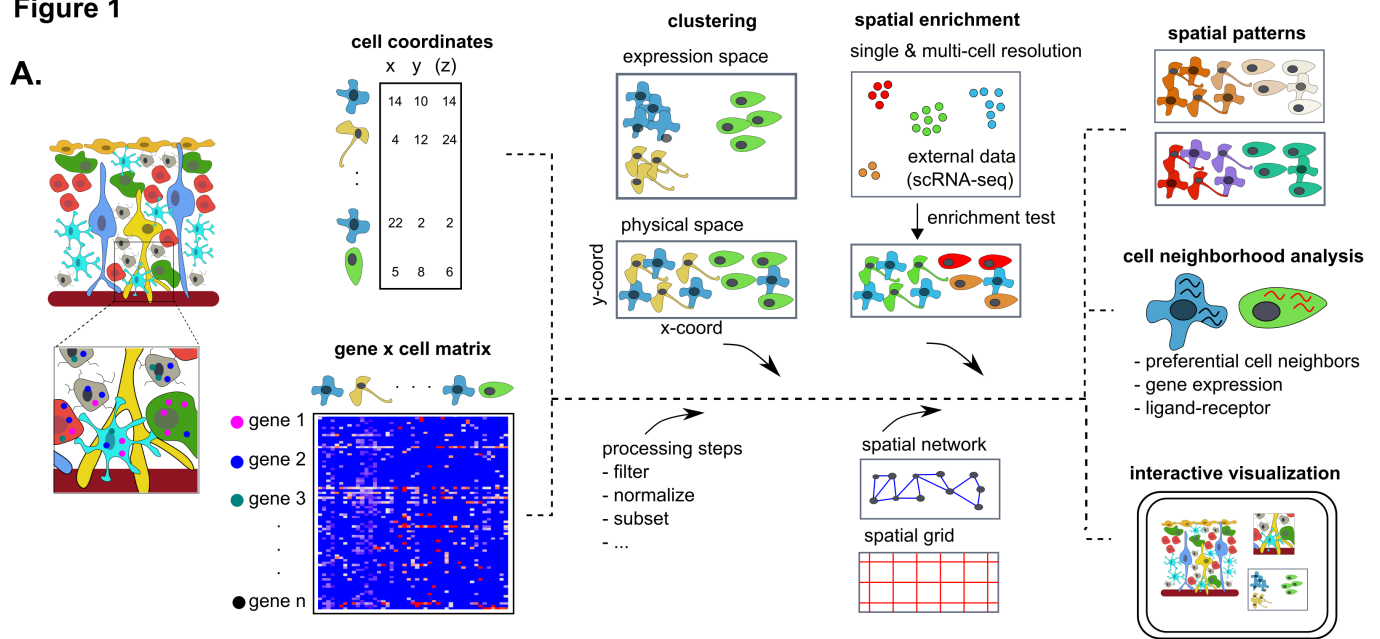 Figure 1
A.
cell coordinates
x y (z)
14 10 14
4 12 24
22 2 2
5 8 6
gene x cell matrix
gene 1
gene 2
gene 3
gene n
clustering
expression space
physical space
y-coord
x-coord
processing steps
- filter
- normalize
- subset
- ...
spatial enrichment
single & multi-cell resolution
external data
(scRNA-seq)
enrichment test
spatial network
spatial grid
spatial patterns
cell neighborhood analysis
- preferential cell neighbors
- gene expression
- ligand-receptor
interactive visualization